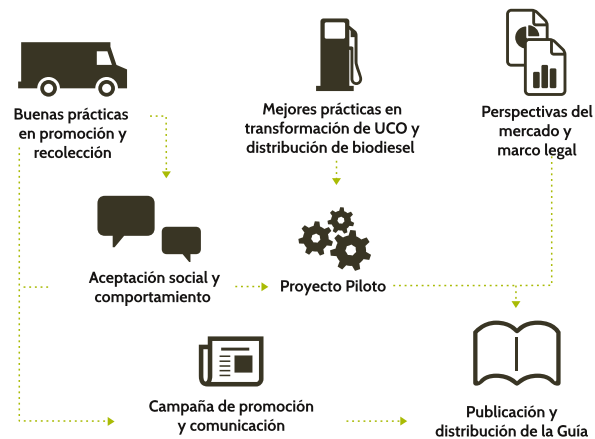 Buenas prácticas
en promoción y
recolección
Mejores prácticas en
transformación de UCO y
distribución de biodiesel
Perspectivas del
mercado y
marco legal
Aceptación social y
comportamiento
Proyecto Piloto
Campaña de promoción
y comunicación
Publicación y
distribución de la Guía